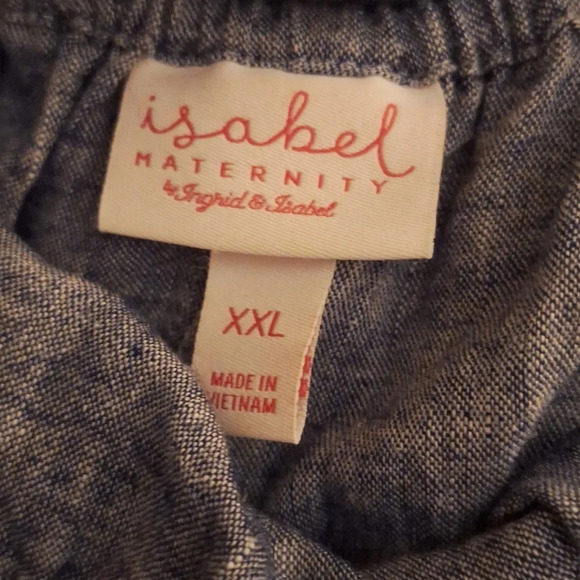 isabel
MATERNITY
by Ingrid & Isabel
XXL
MADE IN
VIETNAM